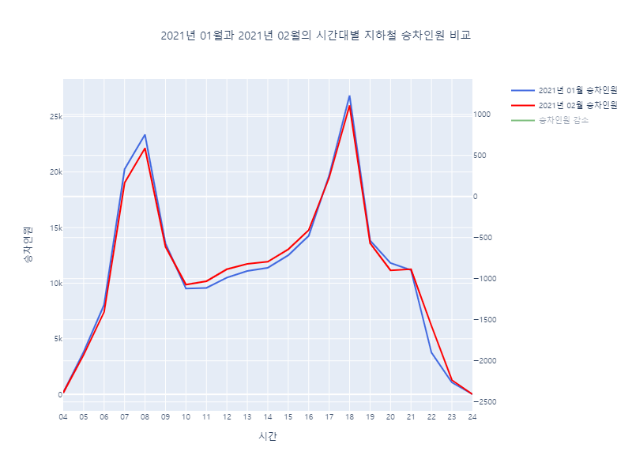 2021년 01월과 2021년 02월의 시간대별 지하철 승차인원 비교
2021년 01월 승차인원
2021년 02월 승차인원
승차인원 감소
승차인원
25k
20k
15k
10k
5k
0
1000
500
0
−500
−1000
−1500
−2000
−2500
04 05 06 07 08 09 10 11 12 13 14 15 16 17 18 19 20 21 22 23 24
시간